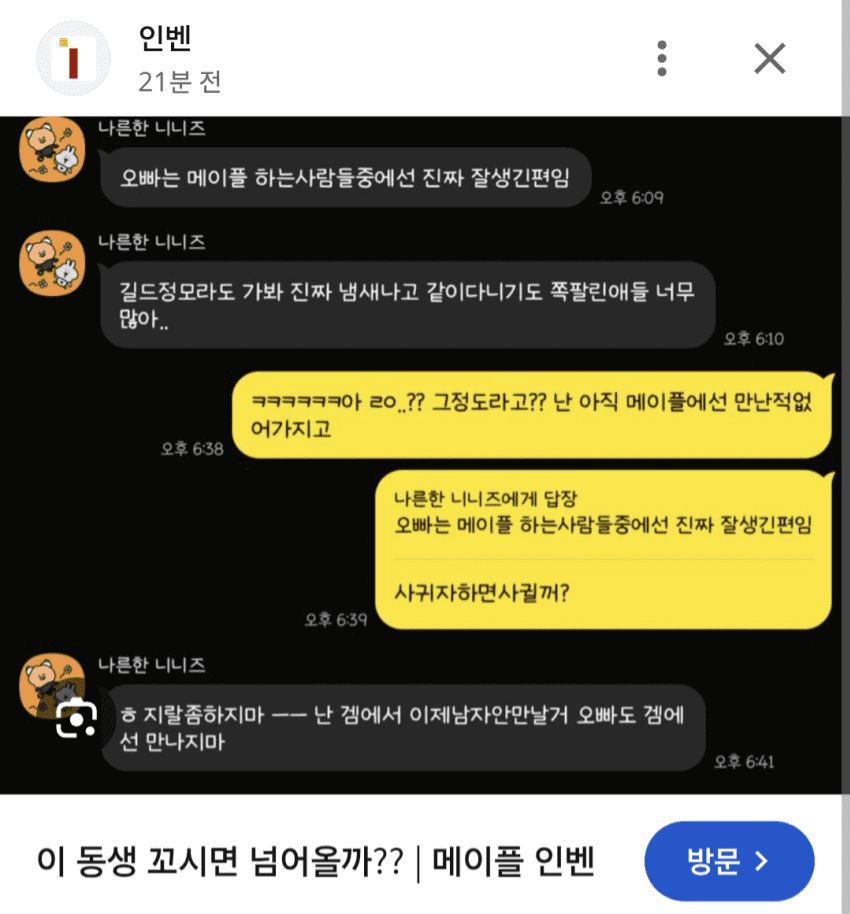 인벤
21분 전
나른한 니니즈
오빠는 메이플 하는사람들중에선 진짜 잘생긴편임
오후 6:09
나른한 니니즈
길드정모라도 가봐 진짜 냄새나고 같이다니기도 쪽팔린애들 너무
많아..
오후 6:10
ㅋㅋㅋㅋㅋㅋ아 ㄹㅇ..?? 그정도라고?? 난 아직 메이플에선 만난적없
어가지고
오후 6:38
나른한 니니즈에게 답장
오빠는 메이플 하는사람들중에선 진짜 잘생긴편임
사귀자하면사귈꺼?
오후 6:39
나른한 니니즈
ㅎ 지랄좀하지마 ㅡㅡ 난 겜에서 이제남자안만날거 오빠도 겜에
선 만나지마
오후 6:41
이 동생 꼬시면 넘어올까?? | 메이플 인벤
방문